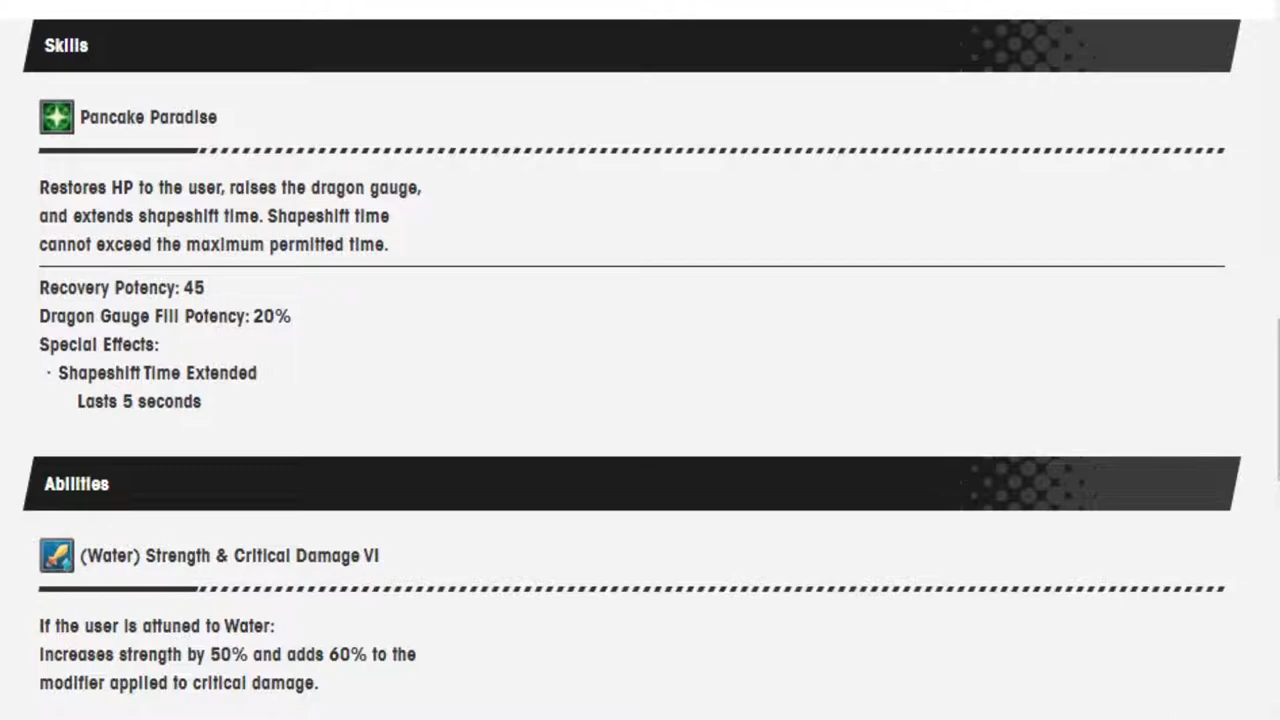 Skills
Pancake Paradise
Restores HP to the user, raises the dragon gauge,
and extends shapeshift time. Shapeshift time
cannot exceed the maximum permitted time.
Recovery Potency: 45
Dragon Gauge Fill Potency: 20%
Special Effects:
· Shapeshift Time Extended
Lasts 5 seconds
Abilities
(Water) Strength & Critical Damage VI
If the user is attuned to Water:
Increases strength by 50% and adds 60% to the
modifier applied to critical damage.